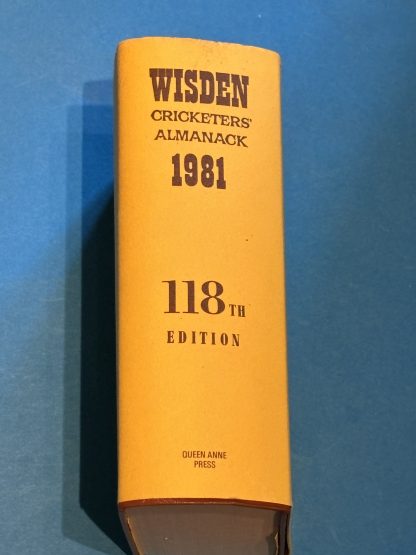 WISDEN
CRICKETERS'
ALMANACK
1981
118TH
EDITION
QUEEN ANNE
PRESS